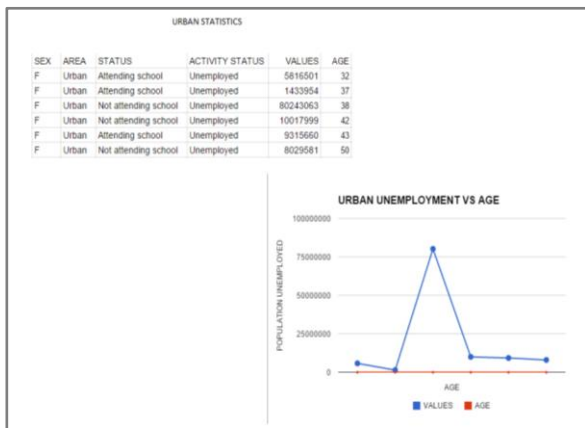 URBAN STATISTICS
SEX AREA STATUS ACTIVITY STATUS VALUES AGE
F Urban Attending school Unemployed 5816501 32
F Urban Attending school Unemployed 1433954 37
F Urban Not attending school Unemployed 80243063 38
F Urban Not attending school Unemployed 10017999 42
F Urban Attending school Unemployed 9315660 43
F Urban Not attending school Unemployed 8029581 50
URBAN UNEMPLOYMENT VS AGE
POPULATION UNEMPLOYED
100000000
75000000
50000000
25000000
0
AGE
VALUES AGE